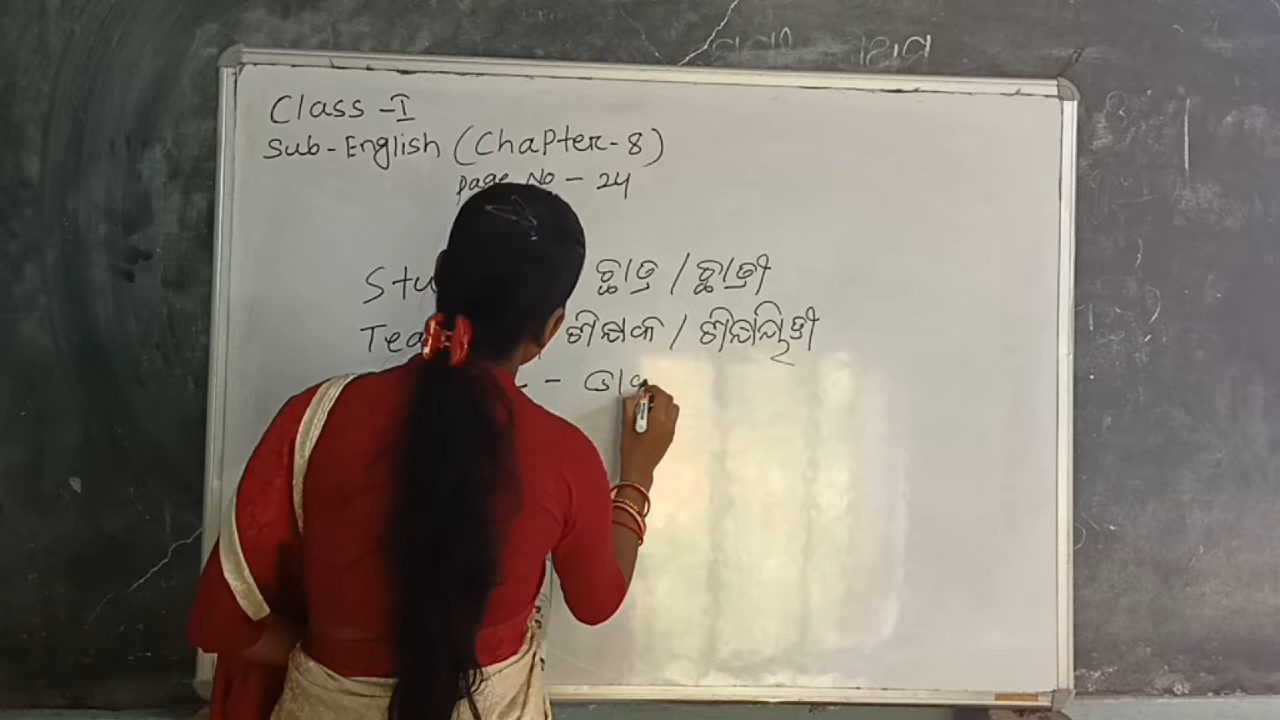 Class - I
Sub - English (Chapter - 8)
Page No - 24
Stu ଛାତ୍ର / ଛାତ୍ରୀ
Tea ଶିକ୍ଷକ / ଶିକ୍ଷୟିତ୍ରୀ
- ଡା